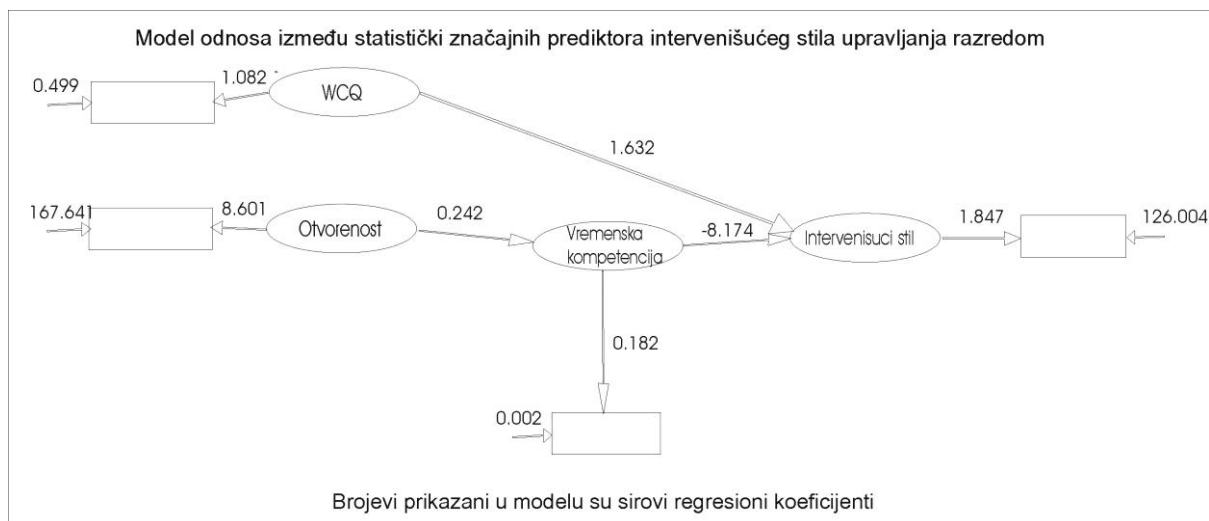 Model odnosa između statistički značajnih prediktora intervenišućeg stila upravljanja razredom
0.499
1.082
WCQ
1.632
167.641
8.601
Otvorenost
0.242
Vremenska
kompetencija
-8.174
Intervenisuci stil
1.847
126.004
0.182
0.002
Brojevi prikazani u modelu su sirovi regresioni koeficijenti